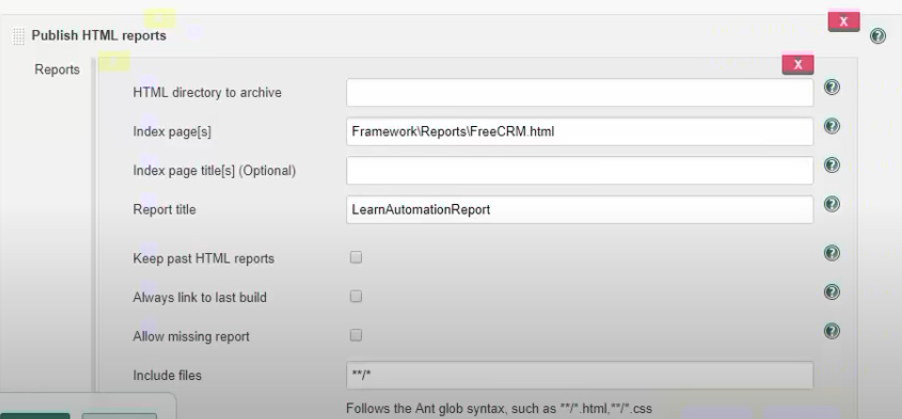 X
Publish HTML reports
?
Reports
X
HTML directory to archive
?
Index page[s]
Framework\Reports\FreeCRM.html
?
Index page title[s] (Optional)
?
Report title
LearnAutomationReport
?
Keep past HTML reports
?
Always link to last build
?
Allow missing report
?
Include files
**/*
Follows the Ant glob syntax, such as **/*.html,**/*.css